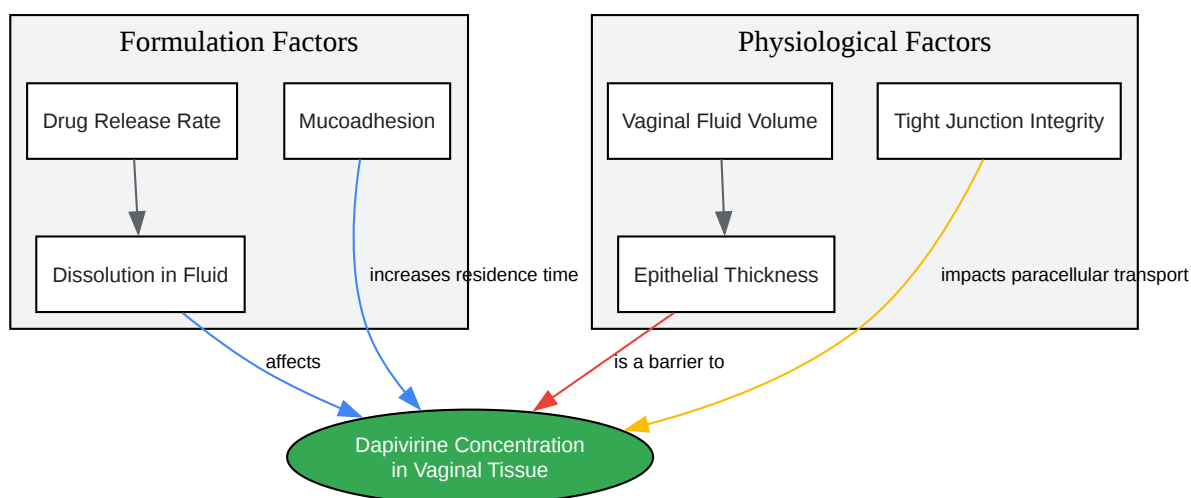 Formulation Factors
Physiological Factors
Drug Release Rate
Mucoadhesion
Vaginal Fluid Volume
Tight Junction Integrity
Dissolution in Fluid
increases residence time
Epithelial Thickness
impacts paracellular transport
affects
is a barrier to
Dapivirine Concentration
in Vaginal Tissue